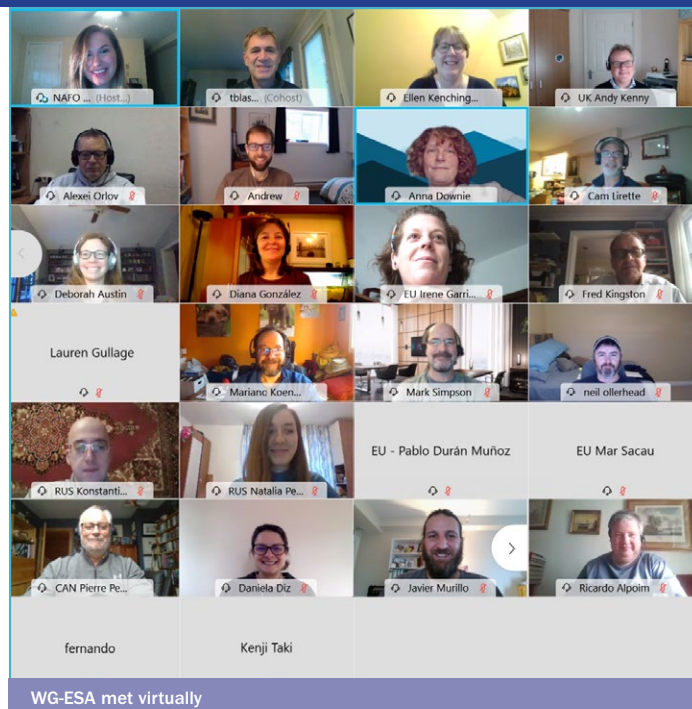 NAFO ... (Host...)
tblas... (Cohost)
Ellen Kenching...
UK Andy Kenny
Alexei Orlov
Andrew
Anna Downie
Cam Lirette
Deborah Austin
Diana González
EU Irene Garri...
Fred Kingston
Lauren Gullage
Mariano Koen...
Mark Simpson
neil ollerhead
RUS Konstanti...
RUS Natalia Pe...
EU - Pablo Durán Muñoz
EU Mar Sacau
CAN Pierre Pe...
Daniela Diz
Javier Murillo
Ricardo Alpoim
fernando
Kenji Taki
WG-ESA met virtually